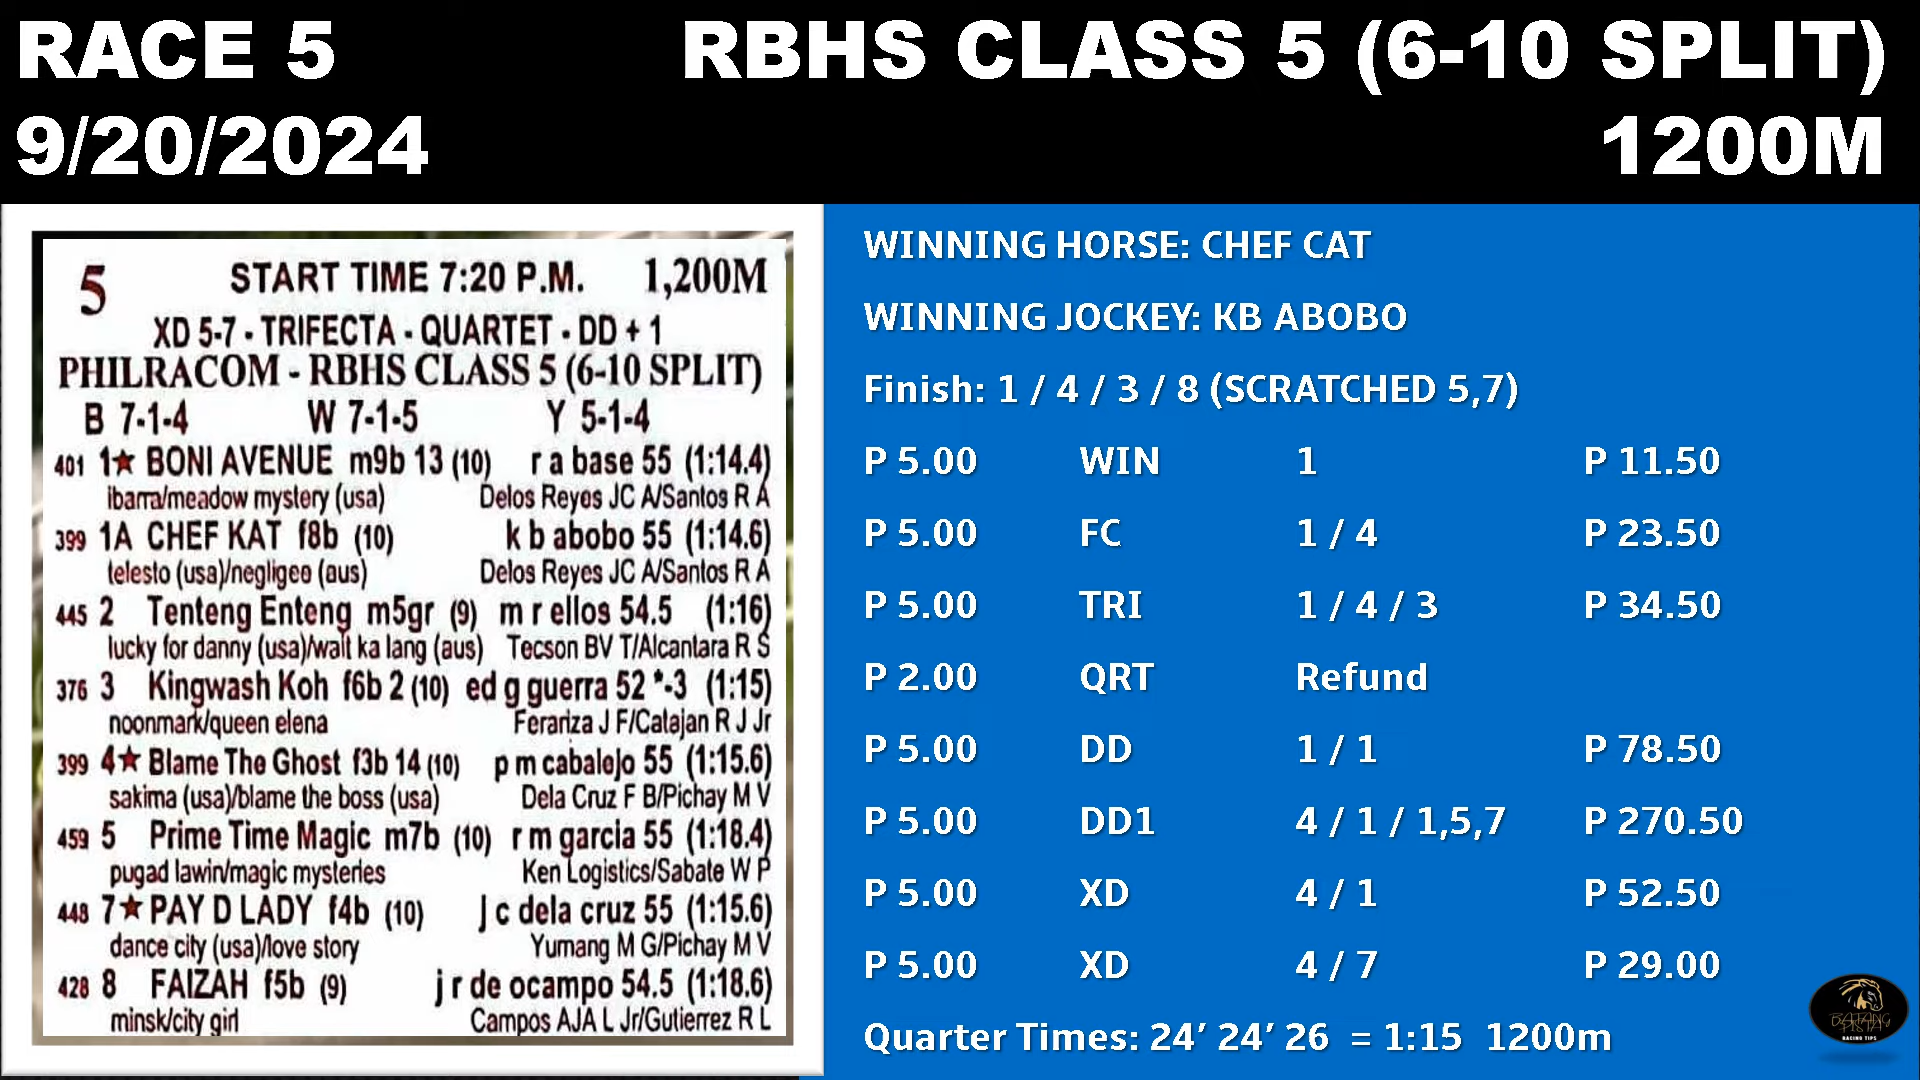 RACE 5
RBHS CLASS 5 (6-10 SPLIT)
9/20/2024
1200M
5 START TIME 7:20 P.M. 1,200M
XD 5-7 - TRIFECTA - QUARTET - DD + 1
PHILRACOM - RBHS CLASS 5 (6-10 SPLIT)
B 7-1-4 W 7-1-5 Y 5-1-4
401 1★ BONI AVENUE m9b 13 (10) r a base 55 (1:14.4)
ibarra/meadow mystery (usa) Delos Reyes JC A/Santos R A
399 1A CHEF KAT f8b (10) k b abobo 55 (1:14.6)
telesto (usa)/negligee (aus) Delos Reyes JC A/Santos R A
445 2 Tenteng Enteng m5gr (9) m r ellos 54.5 (1:16)
lucky for danny (usa)/wait ka lang (aus) Tecson BV T/Alcantara R S
376 3 Kingwash Koh f6b 2 (10) ed g guerra 52 *-3 (1:15)
noonmark/queen elena Ferariza J F/Catajan R J Jr
399 4★ Blame The Ghost f3b 14 (10) p m cabalejo 55 (1:15.6)
sakima (usa)/blame the boss (usa) Dela Cruz F B/Pichay M V
459 5 Prime Time Magic m7b (10) r m garcia 55 (1:18.4)
pugad lawin/magic mysteries Ken Logistics/Sabate W P
448 7★ PAY D LADY f4b (10) j c dela cruz 55 (1:15.6)
dance city (usa)/love story Yumang M G/Pichay M V
428 8 FAIZAH f5b (9) j r de ocampo 54.5 (1:18.6)
minsk/city girl Campos AJA L Jr/Gutierrez R L
WINNING HORSE: CHEF CAT
WINNING JOCKEY: KB ABOBO
Finish: 1 / 4 / 3 / 8 (SCRATCHED 5,7)
P 5.00 WIN 1 P 11.50
P 5.00 FC 1 / 4 P 23.50
P 5.00 TRI 1 / 4 / 3 P 34.50
P 2.00 QRT Refund
P 5.00 DD 1 / 1 P 78.50
P 5.00 DD1 4 / 1 / 1,5,7 P 270.50
P 5.00 XD 4 / 1 P 52.50
P 5.00 XD 4 / 7 P 29.00
Quarter Times: 24’ 24’ 26 = 1:15 1200m
BATANG
PISTA
RACING TIPS